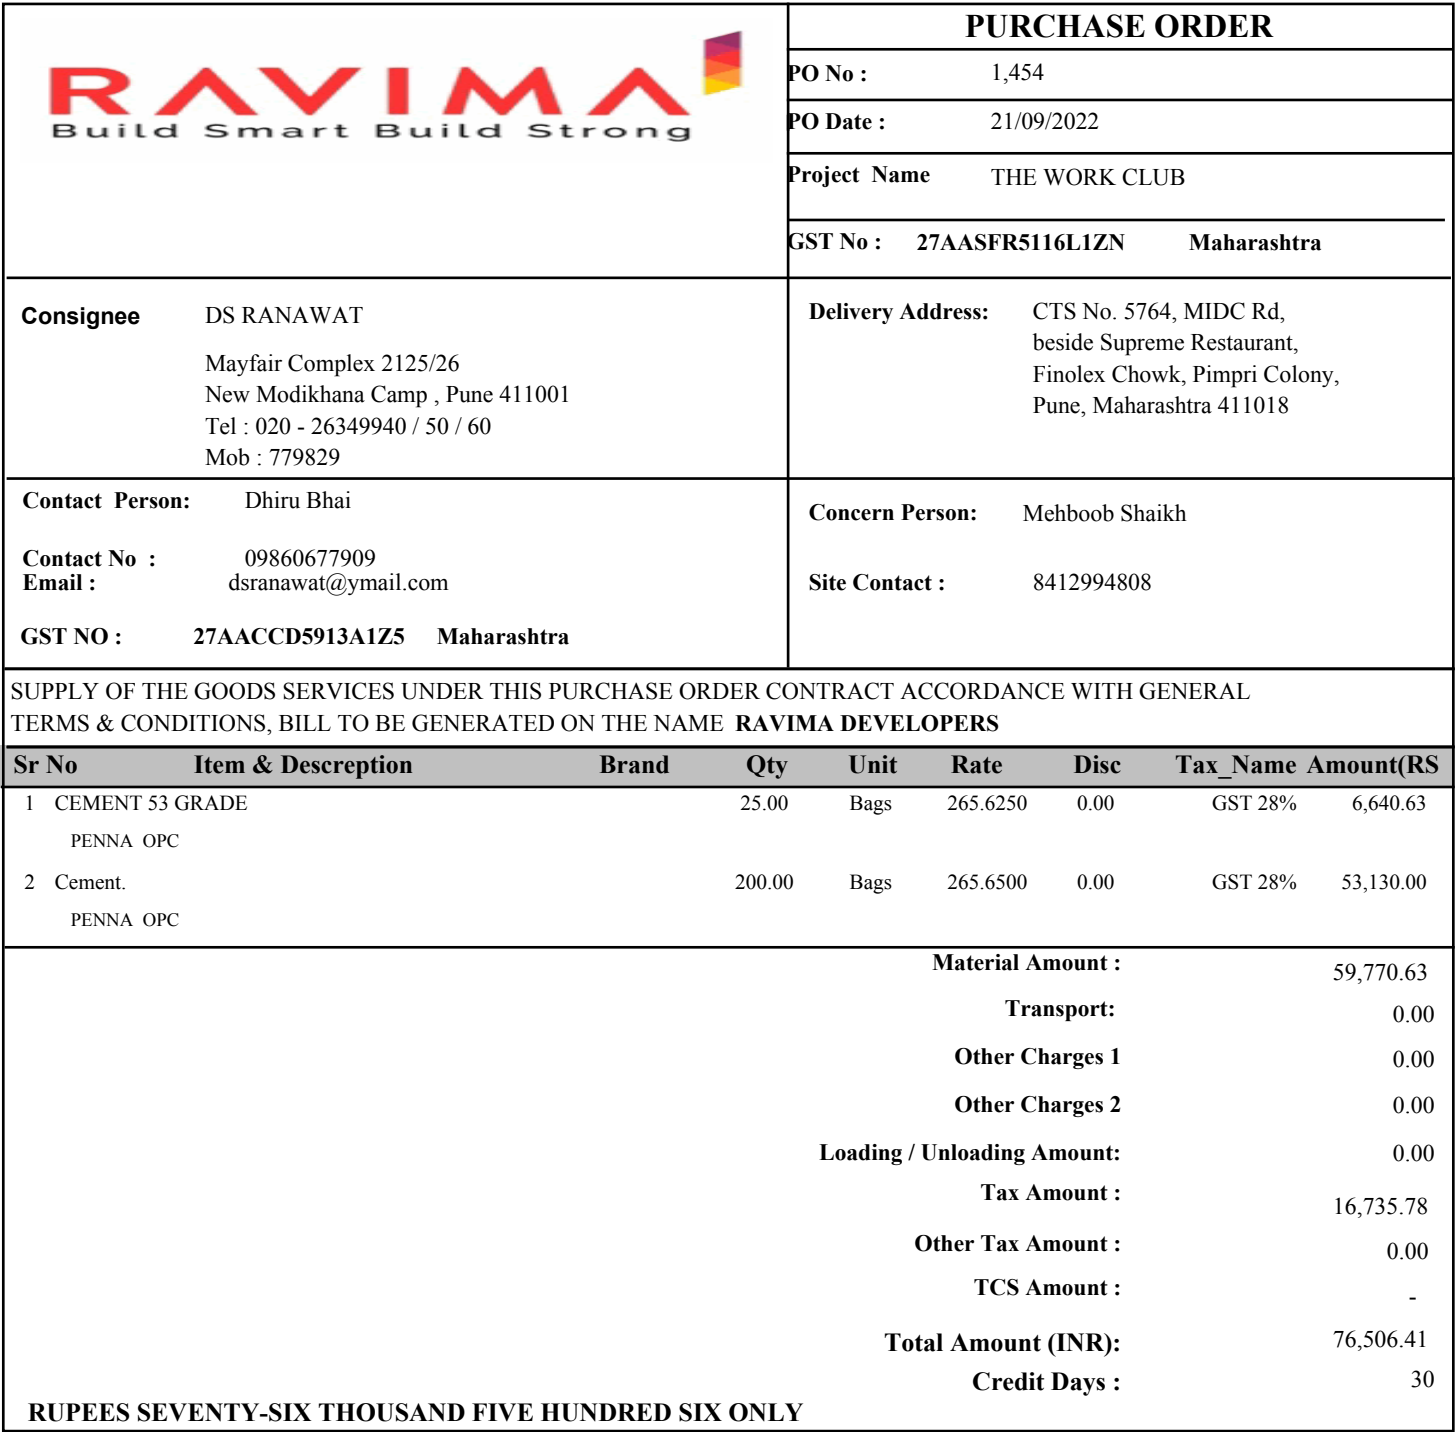 RAVIMA
Build Smart Build Strong
PURCHASE ORDER
PO No : 1,454
PO Date : 21/09/2022
Project Name THE WORK CLUB
GST No : 27AASFR5116L1ZN Maharashtra
Consignee DS RANAWAT
Mayfair Complex 2125/26
New Modikhana Camp , Pune 411001
Tel : 020 - 26349940 / 50 / 60
Mob : 779829
Delivery Address: CTS No. 5764, MIDC Rd,
beside Supreme Restaurant,
Finolex Chowk, Pimpri Colony,
Pune, Maharashtra 411018
Contact Person: Dhiru Bhai
Contact No : 09860677909
Email : dsranawat@ymail.com
GST NO : 27AACCD5913A1Z5 Maharashtra
Concern Person: Mehboob Shaikh
Site Contact : 8412994808
SUPPLY OF THE GOODS SERVICES UNDER THIS PURCHASE ORDER CONTRACT ACCORDANCE WITH GENERAL
TERMS & CONDITIONS, BILL TO BE GENERATED ON THE NAME RAVIMA DEVELOPERS
Sr No Item & Descreption Brand Qty Unit Rate Disc Tax_Name Amount(RS
1 CEMENT 53 GRADE 25.00 Bags 265.6250 0.00 GST 28% 6,640.63
PENNA OPC
2 Cement. 200.00 Bags 265.6500 0.00 GST 28% 53,130.00
PENNA OPC
Material Amount : 59,770.63
Transport: 0.00
Other Charges 1 0.00
Other Charges 2 0.00
Loading / Unloading Amount: 0.00
Tax Amount : 16,735.78
Other Tax Amount : 0.00
TCS Amount : -
Total Amount (INR): 76,506.41
Credit Days : 30
RUPEES SEVENTY-SIX THOUSAND FIVE HUNDRED SIX ONLY